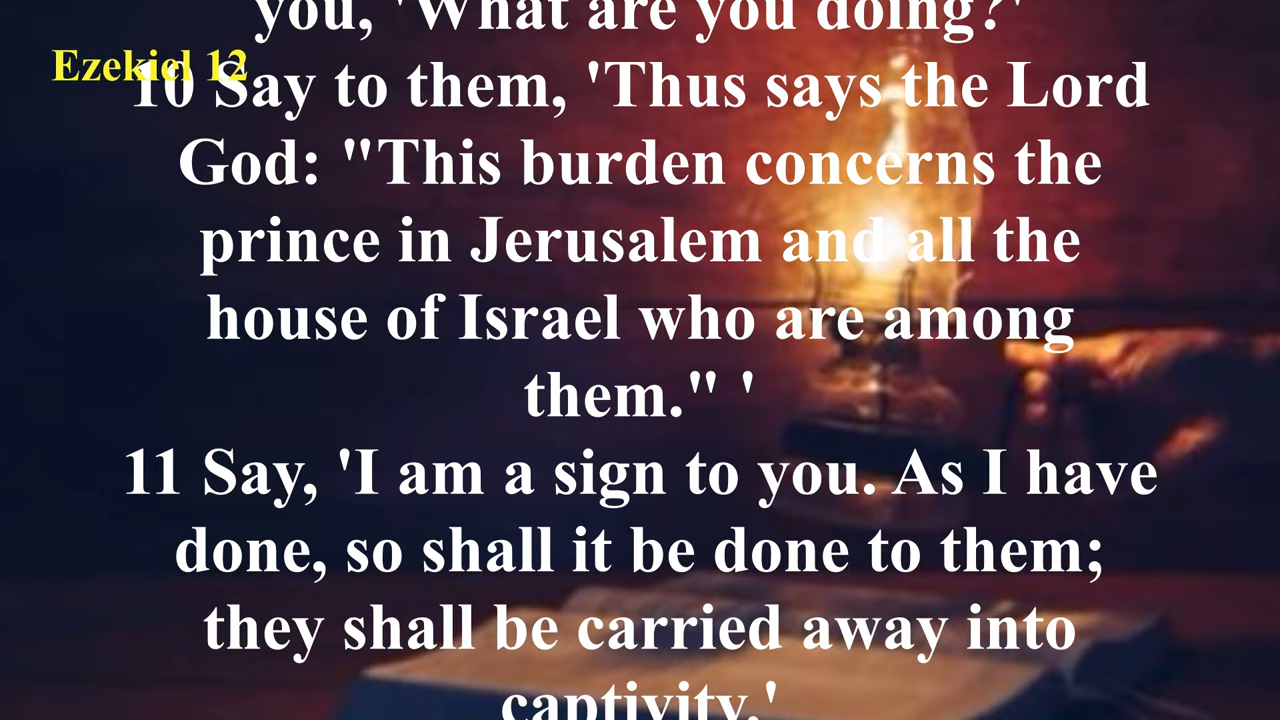 you, 'What are you doing?'
Ezekiel 12
10 Say to them, 'Thus says the Lord
God: "This burden concerns the
prince in Jerusalem and all the
house of Israel who are among
them." '
11 Say, 'I am a sign to you. As I have
done, so shall it be done to them;
they shall be carried away into
captivity.'